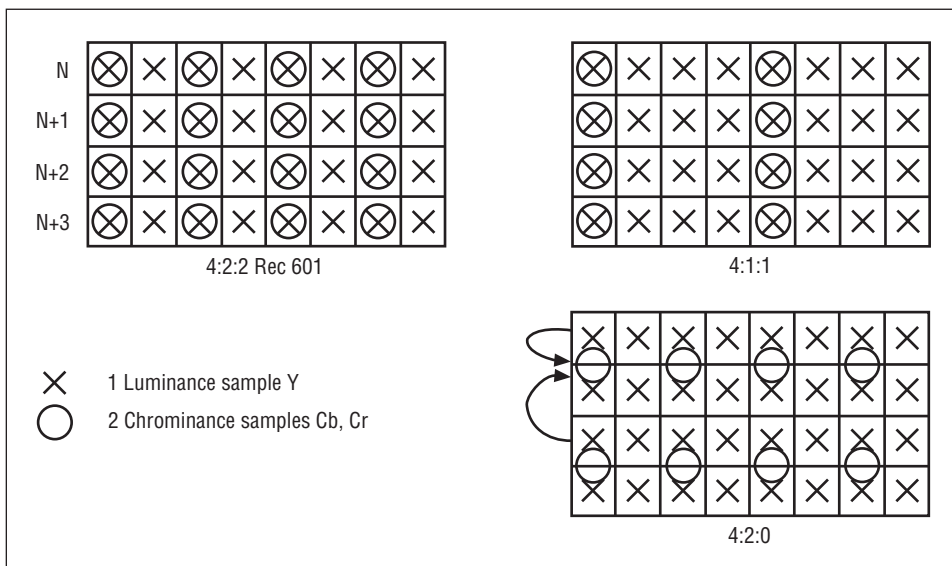 N
N+1
N+2
N+3
4:2:2 Rec 601
4:1:1
1 Luminance sample Y
2 Chrominance samples Cb, Cr
4:2:0